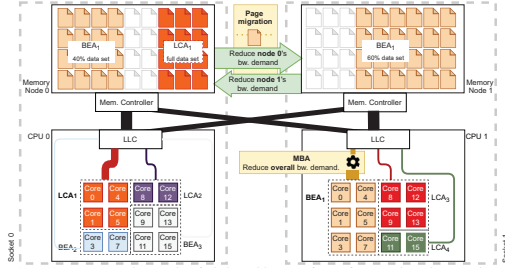 Page
migration
BEA1
40% data set
LCA1
full data set
Reduce node 0's
bw. demand
Reduce node 1's
bw. demand
BEA1
60% data set
Memory
Node 0
Memory
Node 1
Mem. Controller
Mem. Controller
CPU 0
LLC
LLC
CPU 1
MBA
Reduce overall bw. demand.
LCA1
Core
0
Core
4
Core
8
Core
12
LCA2
Core
1
Core
5
Core
9
Core
13
BEA2
Core
3
Core
7
Core
11
Core
15
BEA3
BEA1
Core
0
Core
4
Core
8
Core
12
LCA3
Core
1
Core
5
Core
9
Core
13
Core
3
Core
7
Core
11
Core
15
LCA4
Socket 0